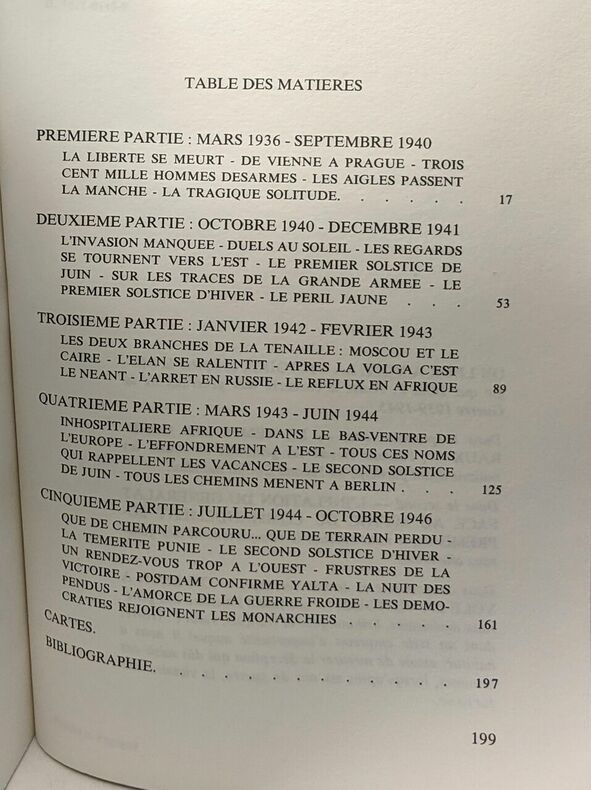 TABLE DES MATIERES
PREMIERE PARTIE : MARS 1936 - SEPTEMBRE 1940
LA LIBERTE SE MEURT - DE VIENNE A PRAGUE - TROIS
CENT MILLE HOMMES DESARMES - LES AIGLES PASSENT
LA MANCHE - LA TRAGIQUE SOLITUDE. . . . . . 17
DEUXIEME PARTIE : OCTOBRE 1940 - DECEMBRE 1941
L'INVASION MANQUEE - DUELS AU SOLEIL - LES REGARDS
SE TOURNENT VERS L'EST - LE PREMIER SOLSTICE DE
JUIN - SUR LES TRACES DE LA GRANDE ARMEE - LE
PREMIER SOLSTICE D'HIVER - LE PERIL JAUNE . . . 53
TROISIEME PARTIE : JANVIER 1942 - FEVRIER 1943
LES DEUX BRANCHES DE LA TENAILLE : MOSCOU ET LE
CAIRE - L'ELAN SE RALENTIT - APRES LA VOLGA C'EST
LE NEANT - L'ARRET EN RUSSIE - LE REFLUX EN AFRIQUE 89
QUATRIEME PARTIE : MARS 1943 - JUIN 1944
INHOSPITALIERE AFRIQUE - DANS LE BAS-VENTRE DE
L'EUROPE - L'EFFONDREMENT A L'EST - TOUS CES NOMS
QUI RAPPELLENT LES VACANCES - LE SECOND SOLSTICE
DE JUIN - TOUS LES CHEMINS MENENT A BERLIN . . . 125
CINQUIEME PARTIE : JUILLET 1944 - OCTOBRE 1946
QUE DE CHEMIN PARCOURU... QUE DE TERRAIN PERDU -
LA TEMERITE PUNIE - LE SECOND SOLSTICE D'HIVER -
UN RENDEZ-VOUS TROP A L'OUEST - FRUSTRES DE LA
VICTOIRE - POSTDAM CONFIRME YALTA - LA NUIT DES
PENDUS - L'AMORCE DE LA GUERRE FROIDE - LES DEMO-
CRATIES REJOIGNENT LES MONARCHIES . . . . . 161
CARTES.
BIBLIOGRAPHIE. . . . . . . . . . . . 197
199